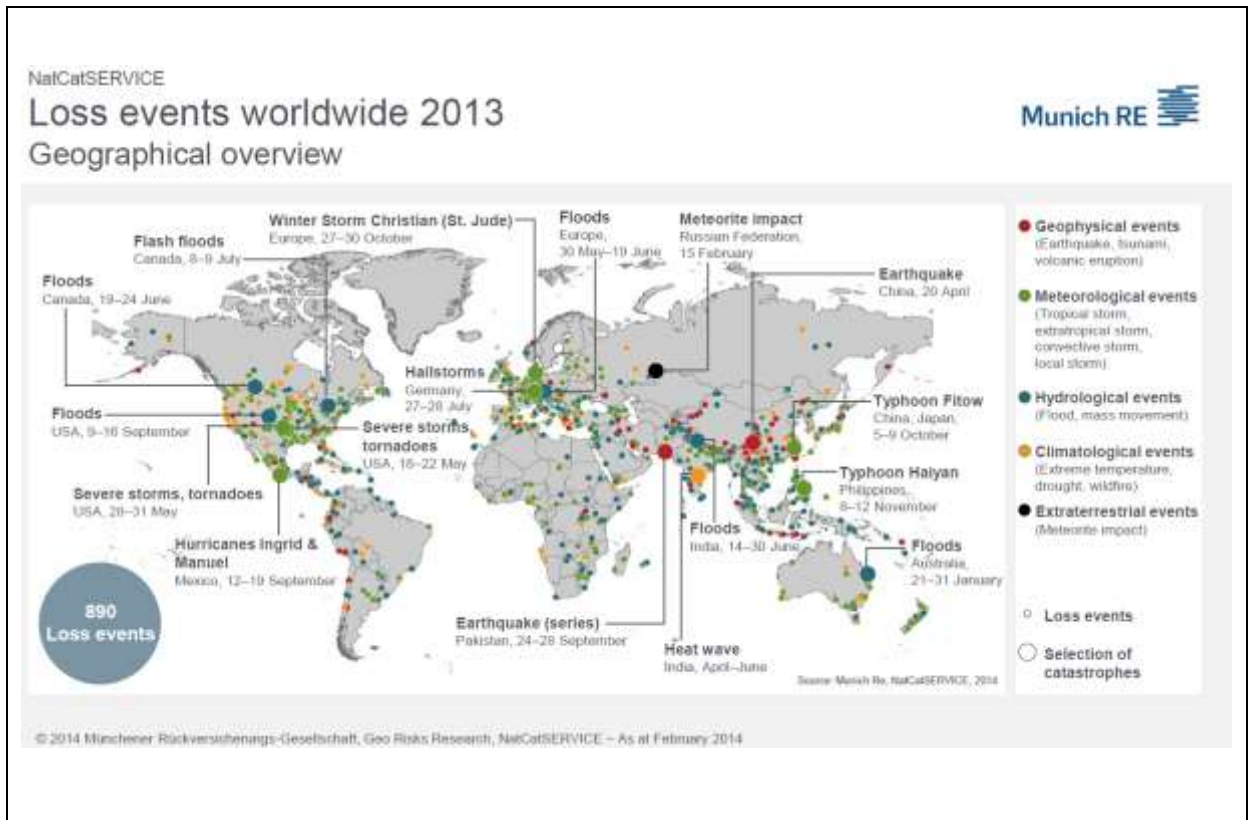 NatCatSERVICE
Loss events worldwide 2013
Geographical overview
Munich RE
Winter Storm Christian (St. Jude)
Europe, 27–30 October
Flash floods
Canada, 8–9 July
Floods
Canada, 19–24 June
Floods
Europe,
30 May–19 June
Meteorite impact
Russian Federation,
15 February
Earthquake
China, 20 April
Hailstorms
Germany,
27–28 July
Floods
USA, 9–16 September
Severe storms,
tornadoes
USA, 18–22 May
Typhoon Fitow
China, Japan,
5–9 October
Severe storms, tornadoes
USA, 28–31 May
Typhoon Haiyan
Philippines,
8–12 November
Hurricanes Ingrid &
Manuel
Mexico, 12–19 September
Floods
India, 14–30 June
Floods
Australia,
21–31 January
Earthquake (series)
Pakistan, 24–28 September
Heat wave
India, April–June
890
Loss events
Source: Munich Re, NatCatSERVICE, 2014
Geophysical events
(Earthquake, tsunami,
volcanic eruption)
Meteorological events
(Tropical storm,
extratropical storm,
convective storm,
local storm)
Hydrological events
(Flood, mass movement)
Climatological events
(Extreme temperature,
drought, wildfire)
Extraterrestrial events
(Meteorite impact)
Loss events
Selection of
catastrophes
© 2014 Münchener Rückversicherungs-Gesellschaft, Geo Risks Research, NatCatSERVICE – As at February 2014